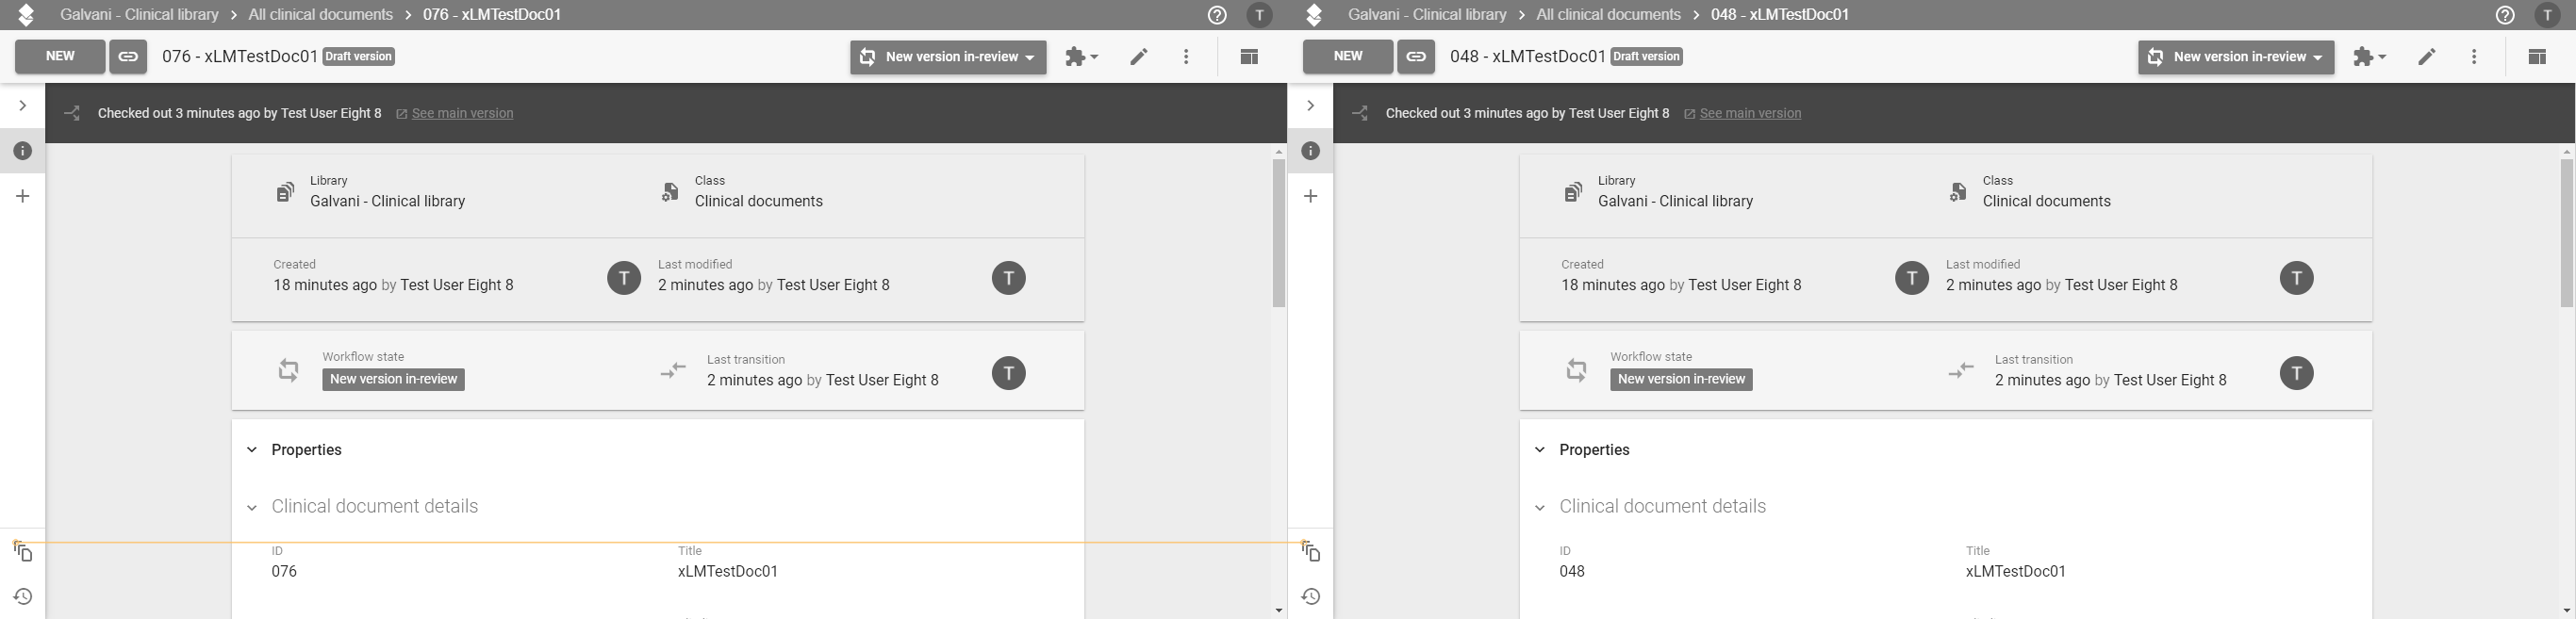 Galvani - Clinical library > All clinical documents > 076 - xLMTestDoc01
T
NEW
076 - xLMTestDoc01 Draft version
New version in-review
Checked out 3 minutes ago by Test User Eight 8 See main version
Library
Galvani - Clinical library
Class
Clinical documents
Created
18 minutes ago by Test User Eight 8
T
Last modified
2 minutes ago by Test User Eight 8
T
Workflow state
New version in-review
Last transition
2 minutes ago by Test User Eight 8
T
Properties
Clinical document details
ID
076
Title
xLMTestDoc01
Galvani - Clinical library > All clinical documents > 048 - xLMTestDoc01
T
NEW
048 - xLMTestDoc01 Draft version
New version in-review
Checked out 3 minutes ago by Test User Eight 8 See main version
Library
Galvani - Clinical library
Class
Clinical documents
Created
18 minutes ago by Test User Eight 8
T
Last modified
2 minutes ago by Test User Eight 8
T
Workflow state
New version in-review
Last transition
2 minutes ago by Test User Eight 8
T
Properties
Clinical document details
ID
048
Title
xLMTestDoc01